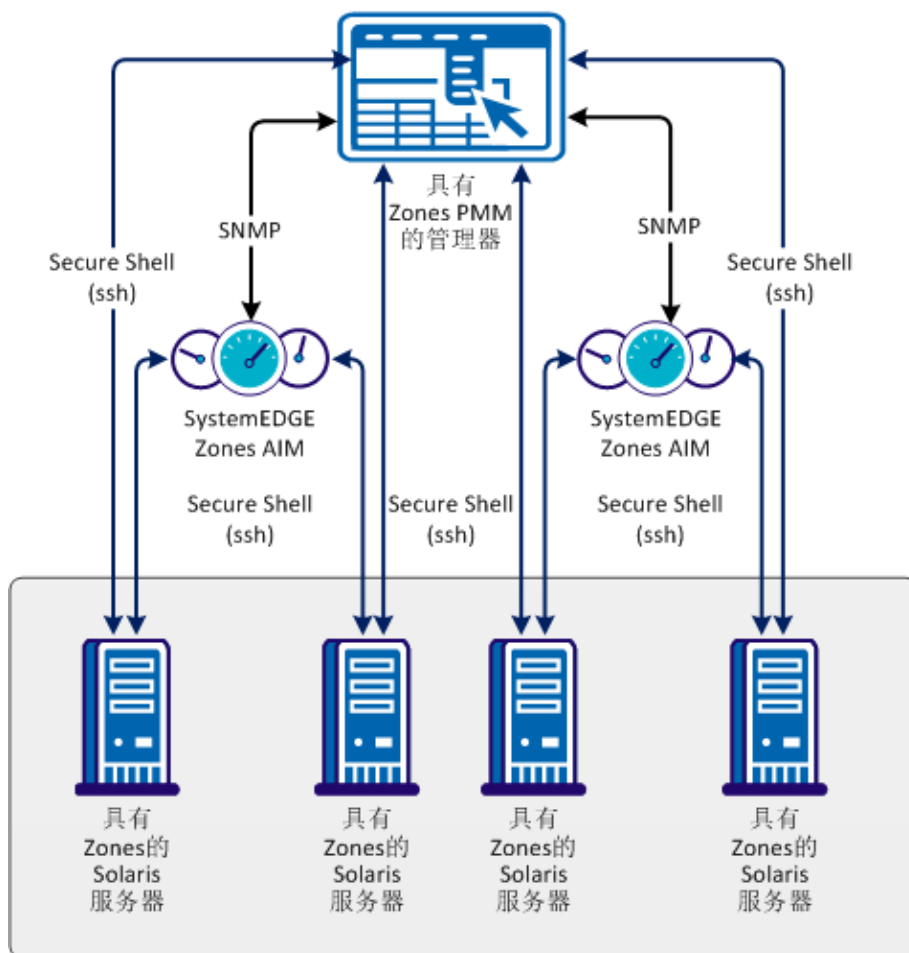 具有
Zones PMM
的管理器
SNMP
SNMP
Secure Shell
(ssh)
Secure Shell
(ssh)
SystemEDGE
Zones AIM
SystemEDGE
Zones AIM
Secure Shell
(ssh)
Secure Shell
(ssh)
Secure Shell
(ssh)
具有
Zones的
Solaris
服务器
具有
Zones的
Solaris
服务器
具有
Zones的
Solaris
服务器
具有
Zones的
Solaris
服务器